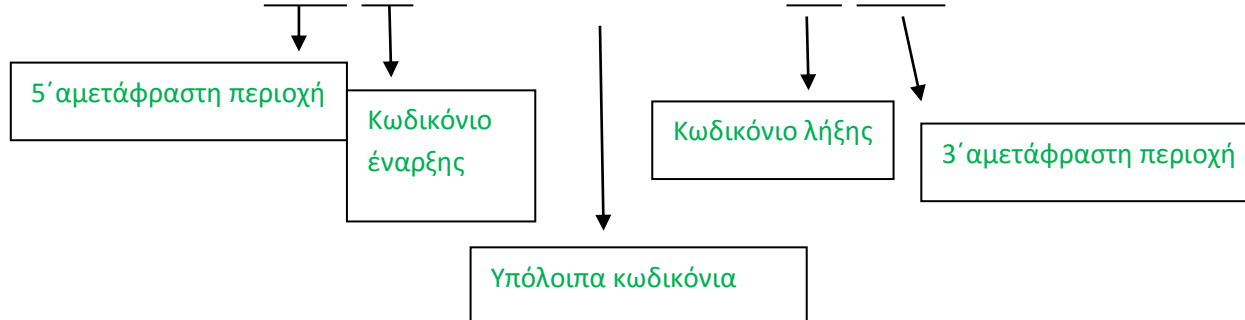 5΄αμετάφραστη περιοχή
Κωδικόνιο
έναρξης
Κωδικόνιο λήξης
3΄αμετάφραστη περιοχή
Υπόλοιπα κωδικόνια